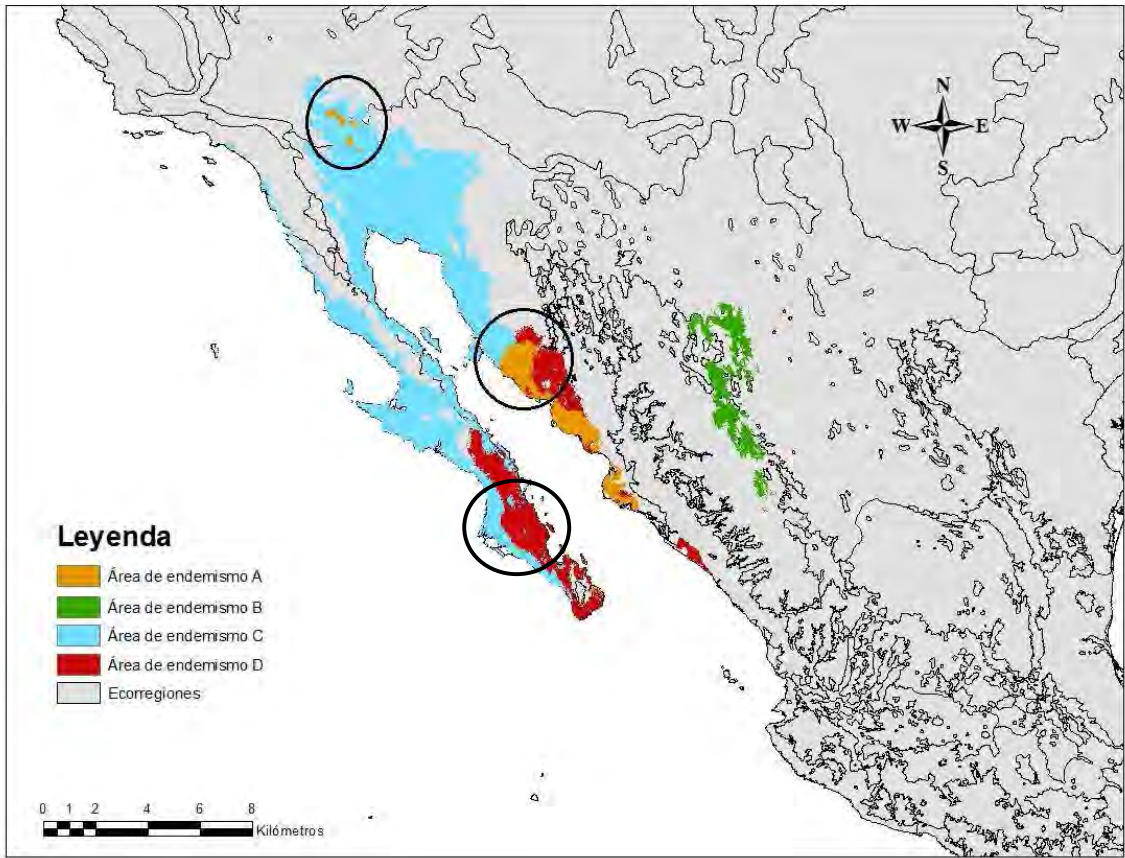 N
W E
S
Leyenda
Área de endemismo A
Área de endemismo B
Área de endemismo C
Área de endemismo D
Ecorregiones
0 1 2 4 6 8
Kilómetros